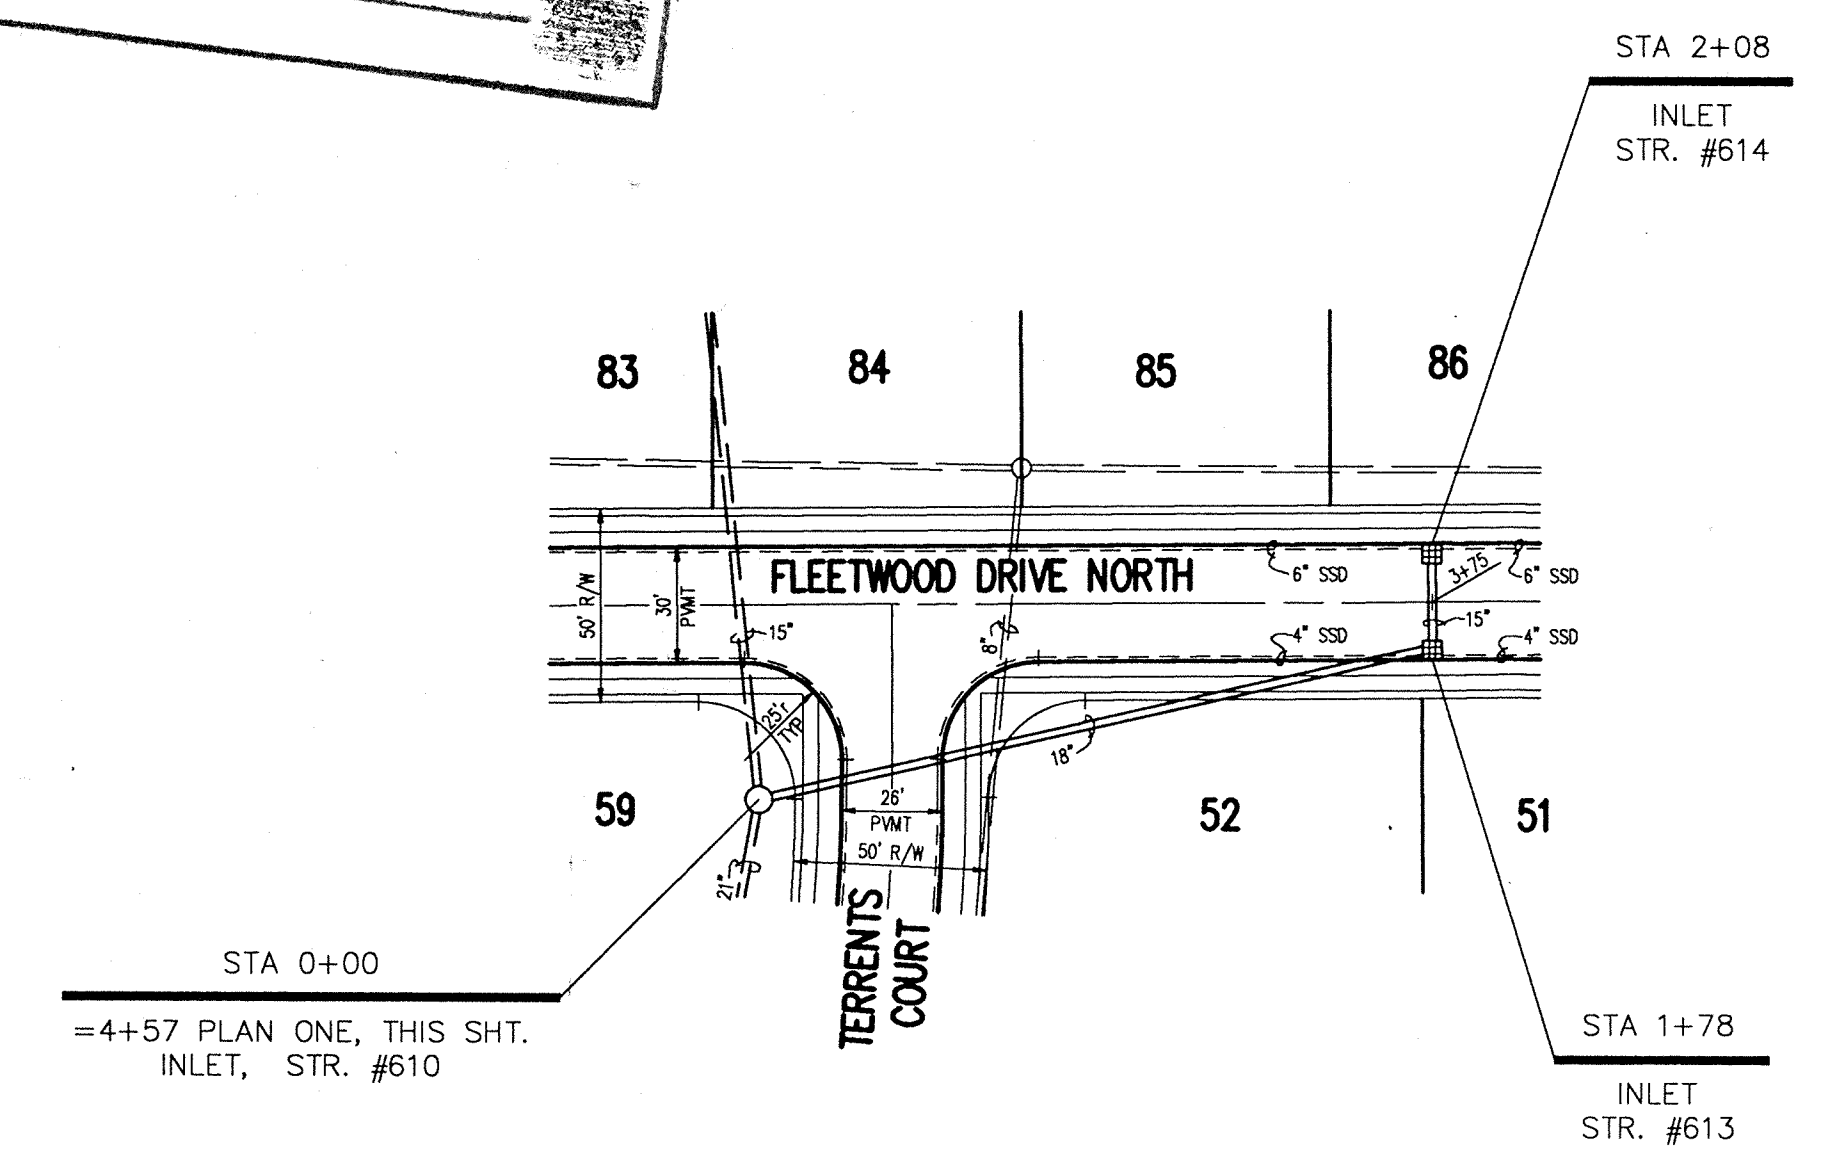 STA 2+08
INLET
STR. #614
83
84
85
86
50' R/W
30'
PVMT
FLEETWOOD DRIVE NORTH
6" SSD
3+75
6" SSD
15"
8"
4" SSD
15"
4" SSD
25'r
TYP
18"
59
26'
PVMT
50' R/W
52
51
21"
TERRENTS
COURT
STA 0+00
=4+57 PLAN ONE, THIS SHT.
INLET, STR. #610
STA 1+78
INLET
STR. #613